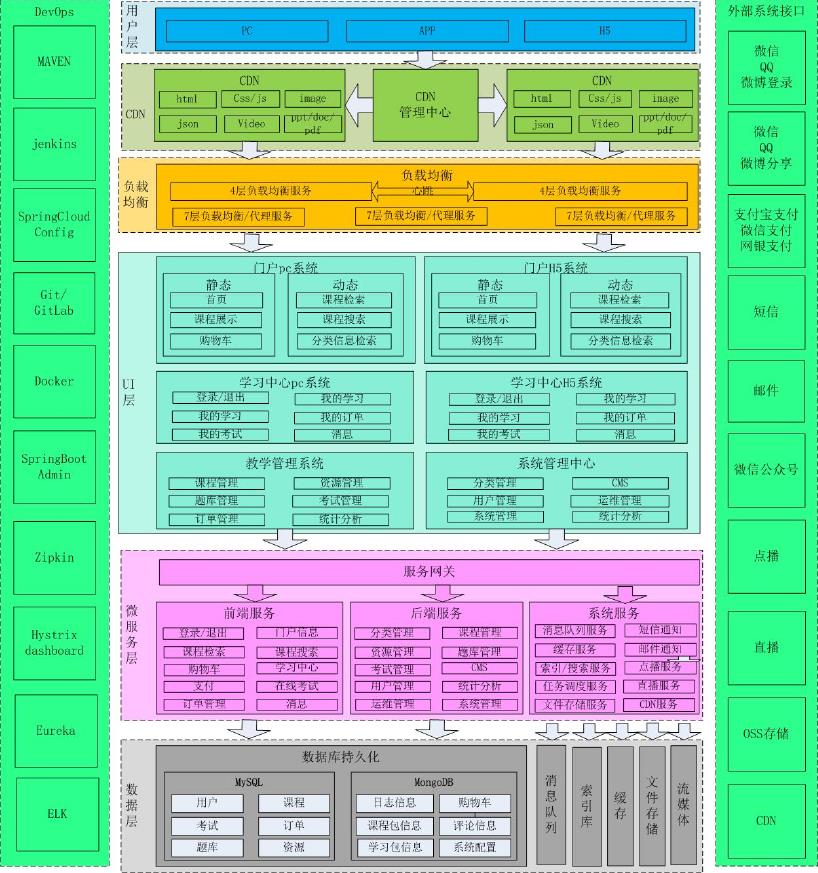 DevOps
MAVEN
jenkins
SpringCloud
Config
Git/
GitLab
Docker
SpringBoot
Admin
Zipkin
Hystrix
dashboard
Eureka
ELK
用户层
PC
APP
H5
CDN
CDN
html
Css/js
image
json
Video
ppt/doc/
pdf
CDN
管理中心
CDN
html
Css/js
image
json
Video
ppt/doc/
pdf
负载
均衡
负载均衡
4层负载均衡服务
心跳
4层负载均衡服务
7层负载均衡/代理服务
7层负载均衡/代理服务
7层负载均衡/代理服务
UI
层
门户pc系统
静态
首页
课程展示
购物车
动态
课程检索
课程搜索
分类信息检索
门户H5系统
静态
首页
课程展示
购物车
动态
课程检索
课程搜索
分类信息检索
学习中心pc系统
登录/退出
我的学习
我的学习
我的订单
我的考试
消息
学习中心H5系统
登录/退出
我的学习
我的学习
我的订单
我的考试
消息
教学管理系统
课程管理
资源管理
题库管理
考试管理
订单管理
统计分析
系统管理中心
分类管理
CMS
用户管理
运维管理
系统管理
统计分析
微服务层
服务网关
前端服务
登录/退出
门户信息
课程检索
课程搜索
购物车
学习中心
支付
在线考试
订单管理
消息
后端服务
分类管理
课程管理
资源管理
题库管理
考试管理
CMS
用户管理
统计分析
运维管理
系统管理
系统服务
消息队列服务
短信通知
缓存服务
邮件通知
索引/搜索服务
点播服务
任务调度服务
直播服务
文件存储服务
CDN服务
数据层
数据库持久化
MySQL
用户
课程
考试
订单
题库
资源
MongoDB
日志信息
购物车
课程包信息
评论信息
学习包信息
系统配置
消息队列
索引库
缓存
文件存储
流媒体
外部系统接口
微信
QQ
微博登录
微信
QQ
微博分享
支付宝支付
微信支付
网银支付
短信
邮件
微信公众号
点播
直播
OSS存储
CDN